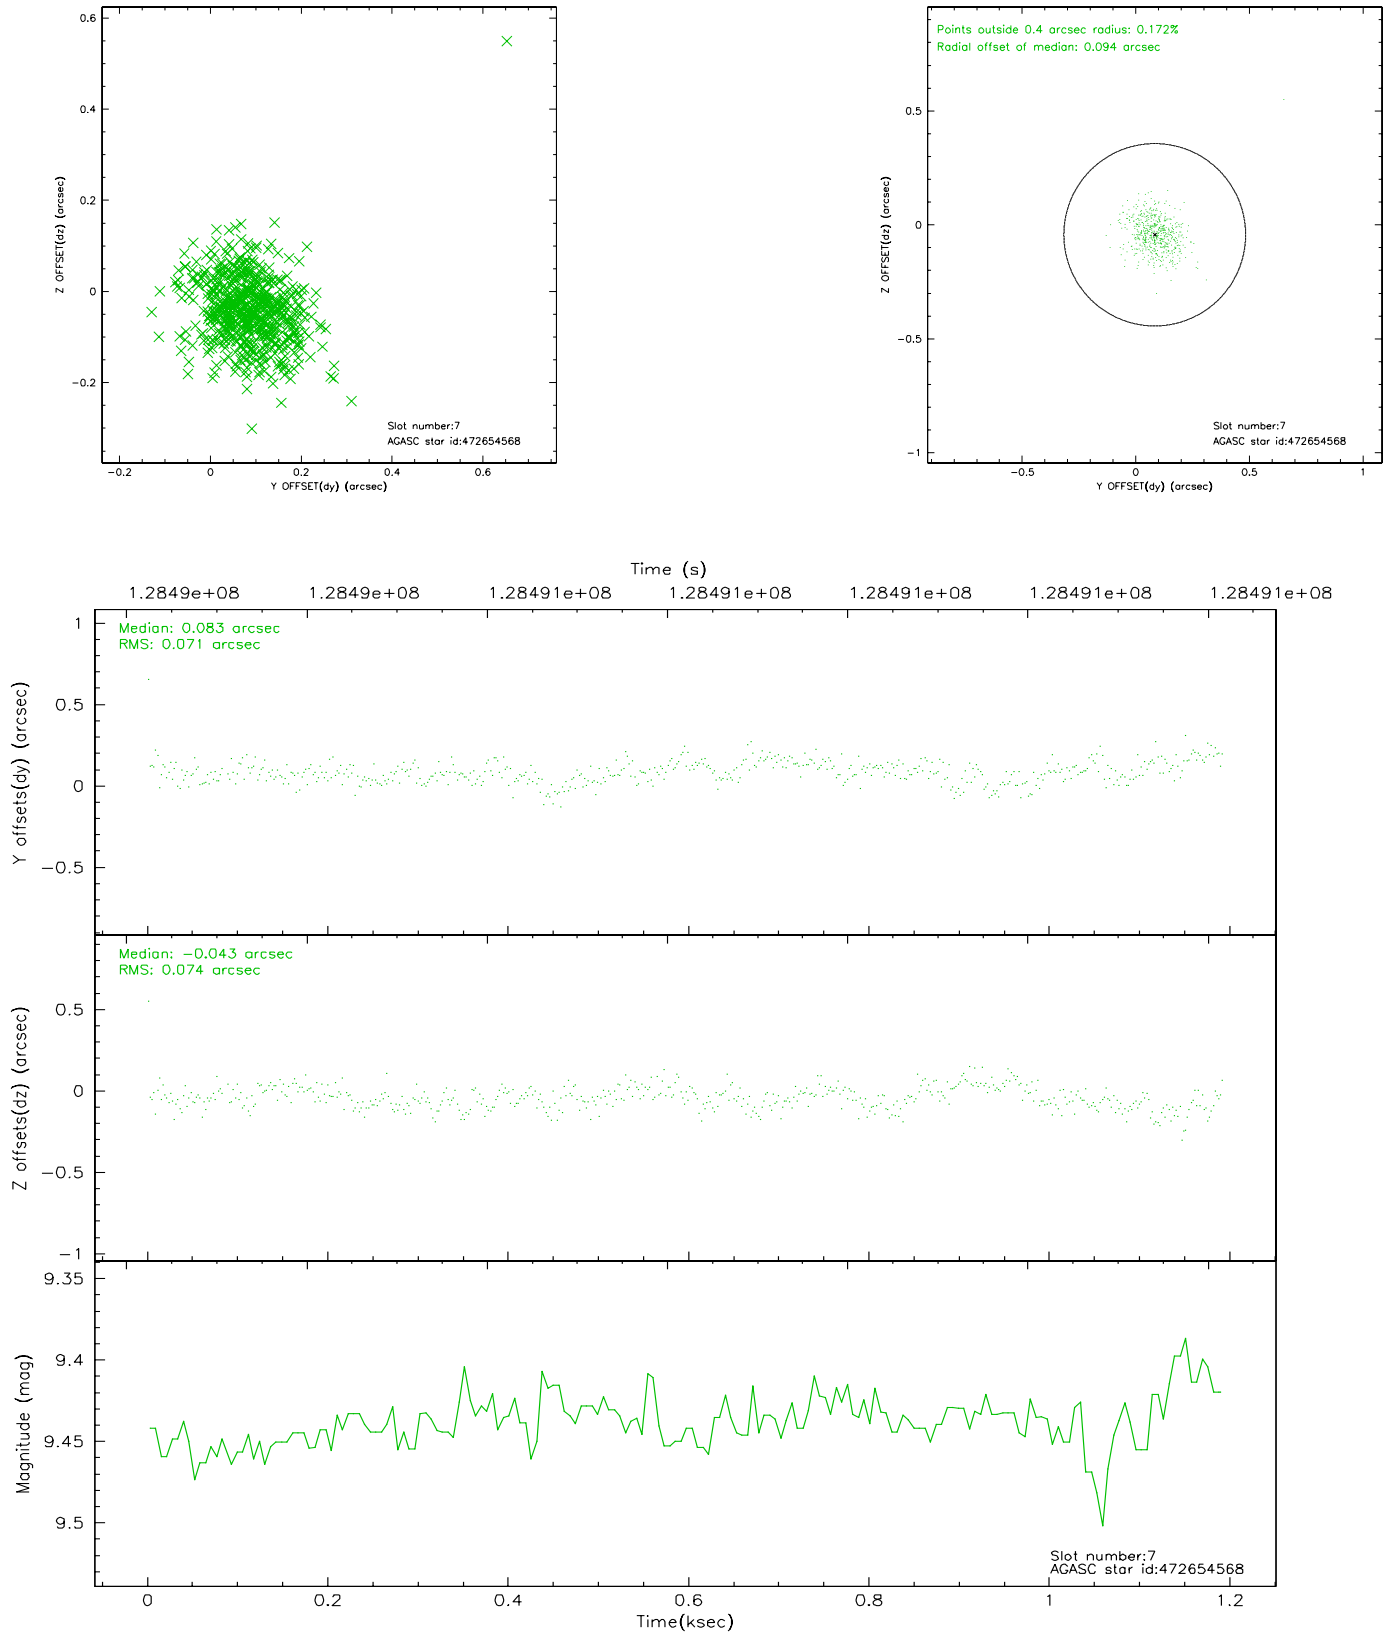 0.6
0.4
0.2
0
-0.2
Z OFFSET(dz) (arcsec)
Slot number:7
AGASC star id:472654568
-0.2 0 0.2 0.4 0.6
Y OFFSET(dy) (arcsec)
Points outside 0.4 arcsec radius: 0.172%
Radial offset of median: 0.094 arcsec
0.5
0
-0.5
-1
Z OFFSET(dz) (arcsec)
Slot number:7
AGASC star id:472654568
-0.5 0 0.5 1
Y OFFSET(dy) (arcsec)
Time (s)
1.2849e+08 1.2849e+08 1.28491e+08 1.28491e+08 1.28491e+08 1.28491e+08 1.28491e+08
Median: 0.083 arcsec
RMS: 0.071 arcsec
1
0.5
0
-0.5
Y offsets(dy) (arcsec)
Median: -0.043 arcsec
RMS: 0.074 arcsec
0.5
0
-0.5
-1
Z offsets(dz) (arcsec)
9.35
9.4
9.45
9.5
Magnitude (mag)
Slot number:7
AGASC star id:472654568
0 0.2 0.4 0.6 0.8 1 1.2
Time(ksec)